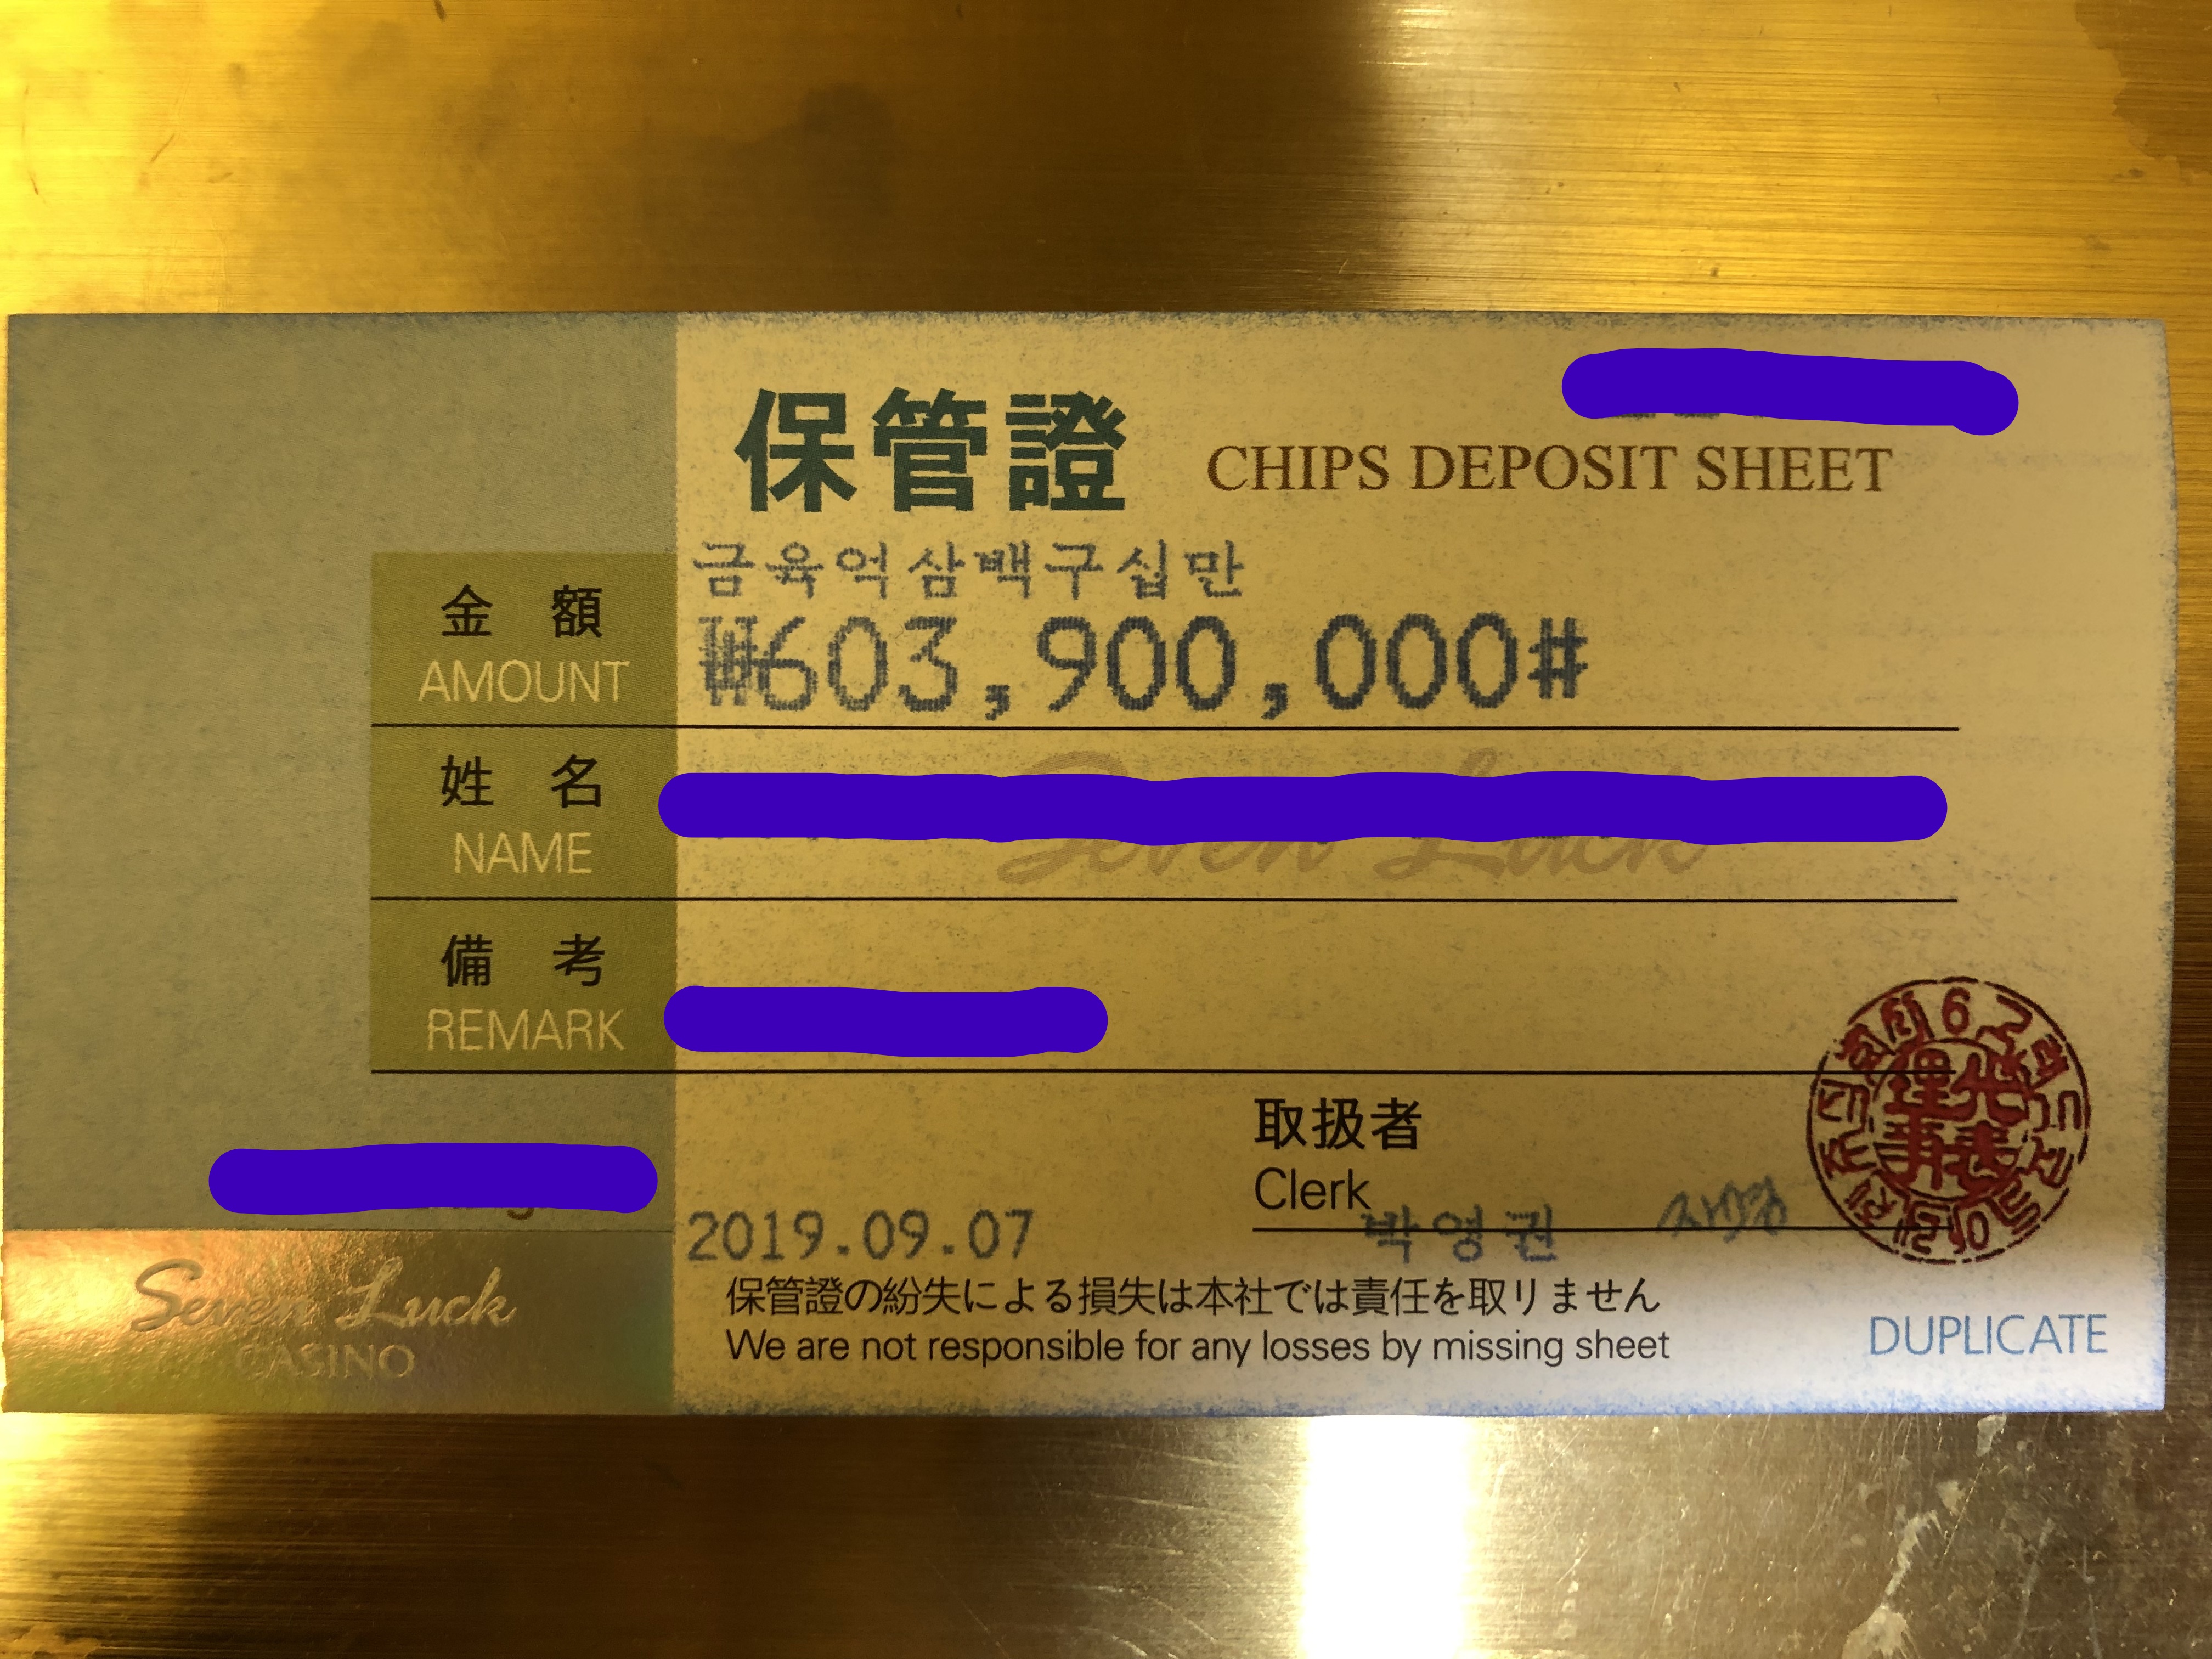 保管證 CHIPS DEPOSIT SHEET
금육억삼백구십만
金額
AMOUNT
₩603,900,000#
姓名
NAME
Seven Luck
備考
REMARK
取扱者
Clerk
박영권
2019.09.07
保管證の紛失による損失は本社では責任を取りません
We are not responsible for any losses by missing sheet
DUPLICATE
Seven Luck
CASINO